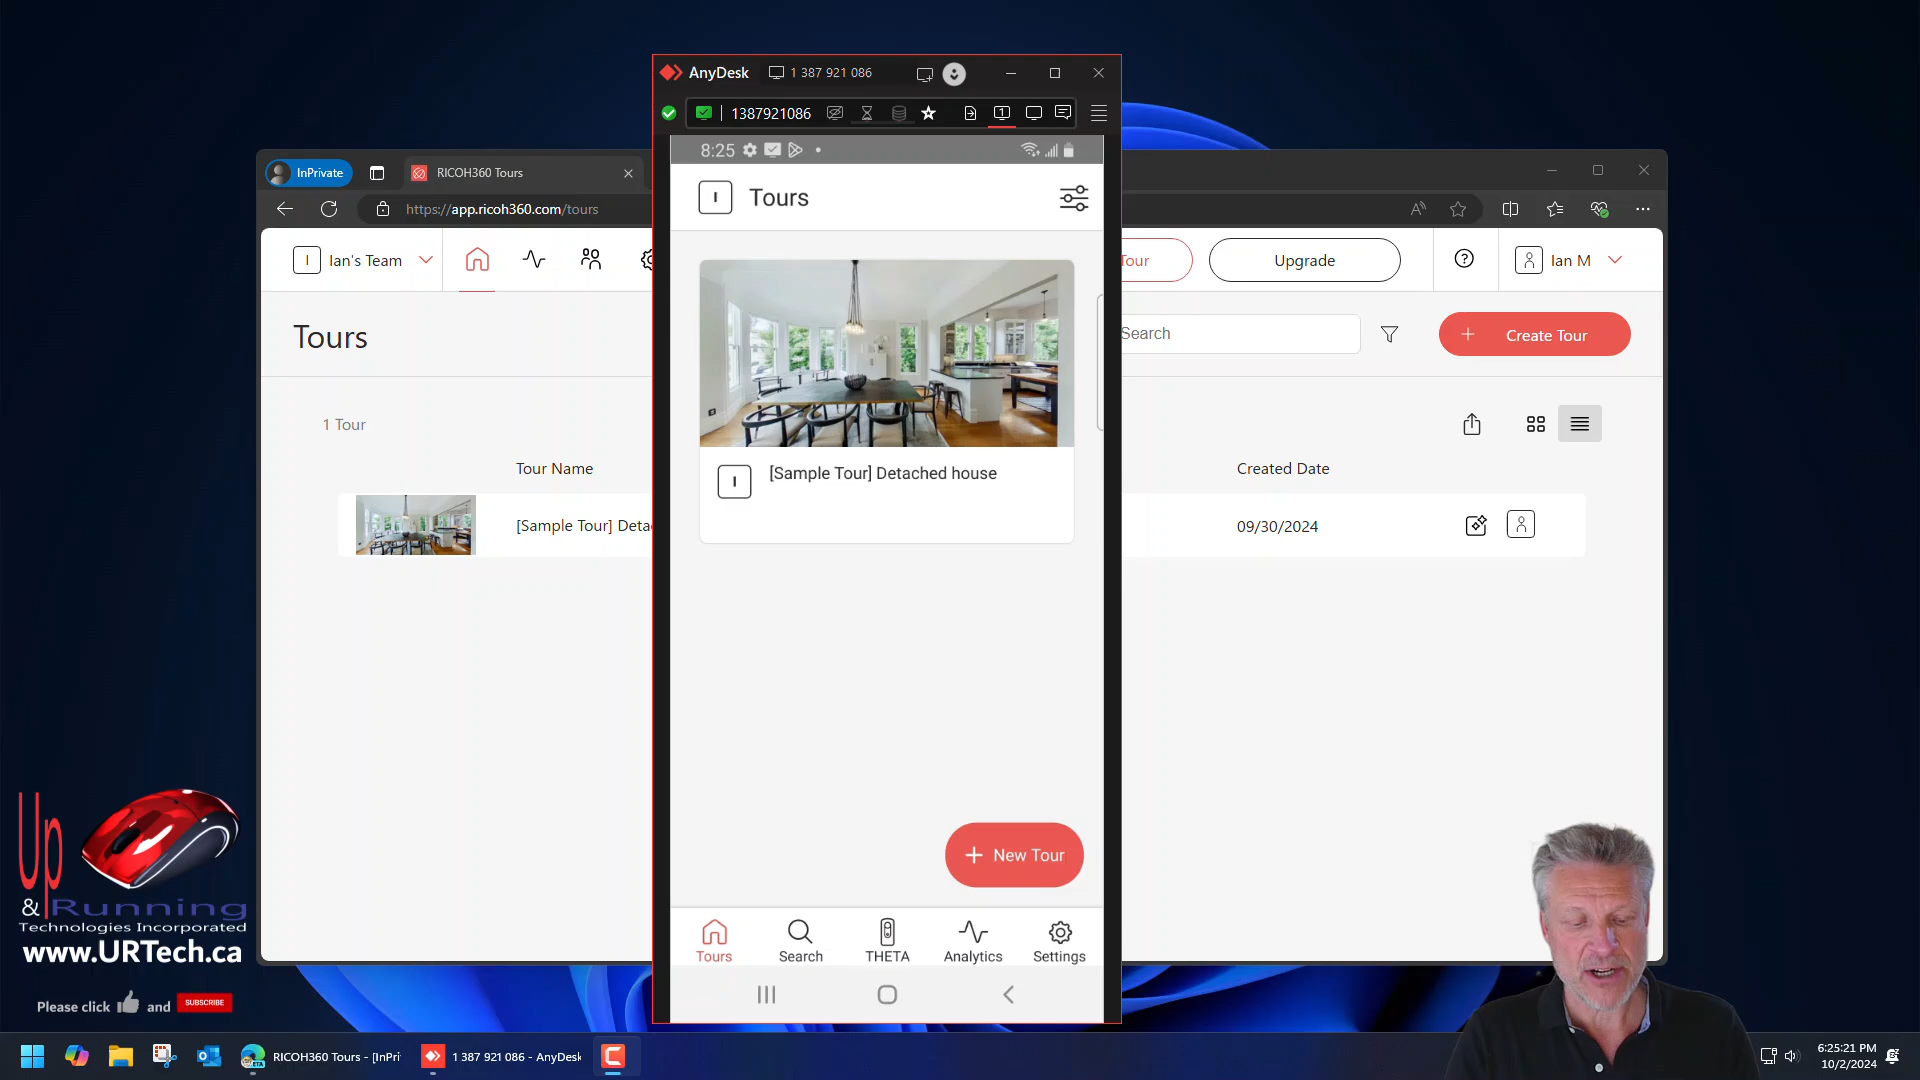 AnyDesk
1 387 921 086
1387921086
InPrivate
RICOH360 Tours
https://app.ricoh360.com/tours
8:25
I
Tours
[Sample Tour] Detached house
I
+ New Tour
Tours
Search
THETA
Analytics
Settings
I
Ian's Team
Tour
Upgrade
Ian M
Tours
Search
+ Create Tour
1 Tour
Tour Name
Created Date
[Sample Tour] Deta
09/30/2024
Up
& Running
Technologies Incorporated
www.URTech.ca
Please click and SUBSCRIBE
RICOH360 Tours - [InPri
1 387 921 086 - AnyDesk
6:25:21 PM
10/2/2024